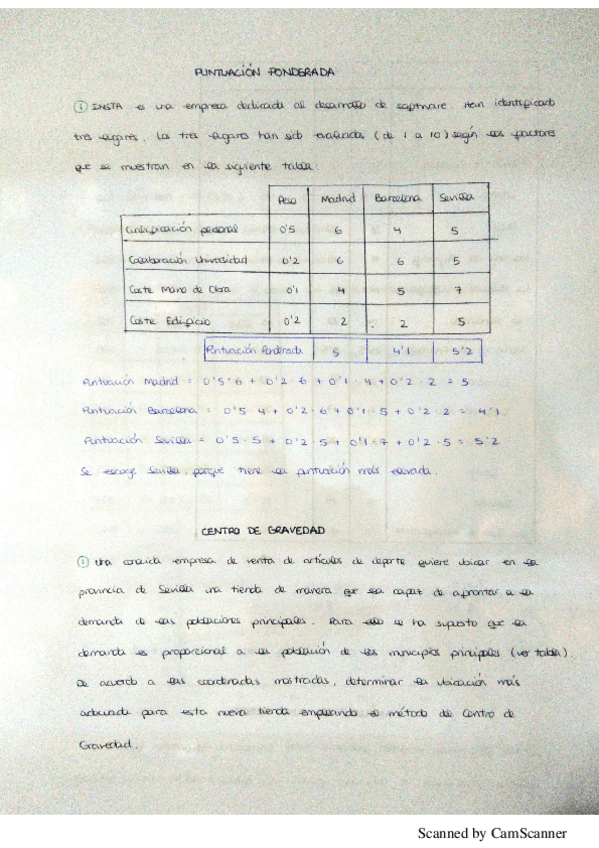 PUNTUACIÓN PONDERADA
① INSTA es una empresa dedicada al desarrollo de software. Han identificado
tres lugares. Los tres lugares han sido evaluados (de 1 a 10) según los factores
que se muestran en la siguiente tabla:
Peso Madrid Barcelona Sevilla
Cualificación personal 0'5 6 4 5
Colaboración Universidad 0'2 6 6 5
Coste Mano de Obra 0'1 4 5 7
Coste Edificio 0'2 2 2 5
Puntuación Ponderada 5 4'1 5'2
Puntuación Madrid = 0'5·6 + 0'2·6 + 0'1·4 + 0'2·2 = 5
Puntuación Barcelona = 0'5·4 + 0'2·6 + 0'1·5 + 0'2·2 = 4'1
Puntuación Sevilla = 0'5·5 + 0'2·5 + 0'1·7 + 0'2·5 = 5'2
Se escoge Sevilla porque tiene la puntuación más elevada.
CENTRO DE GRAVEDAD
① Una conocida empresa de venta de artículos de deporte quiere ubicar en la
provincia de Sevilla una tienda de manera que sea capaz de afrontar a la
demanda de las poblaciones principales. Para ello se ha supuesto que la
demanda es proporcional a la población de los municipios principales (ver tabla).
De acuerdo a las coordenadas mostradas, determinar la ubicación más
adecuada para esta nueva tienda empleando el método de Centro de
Gravedad.
Scanned by CamScanner